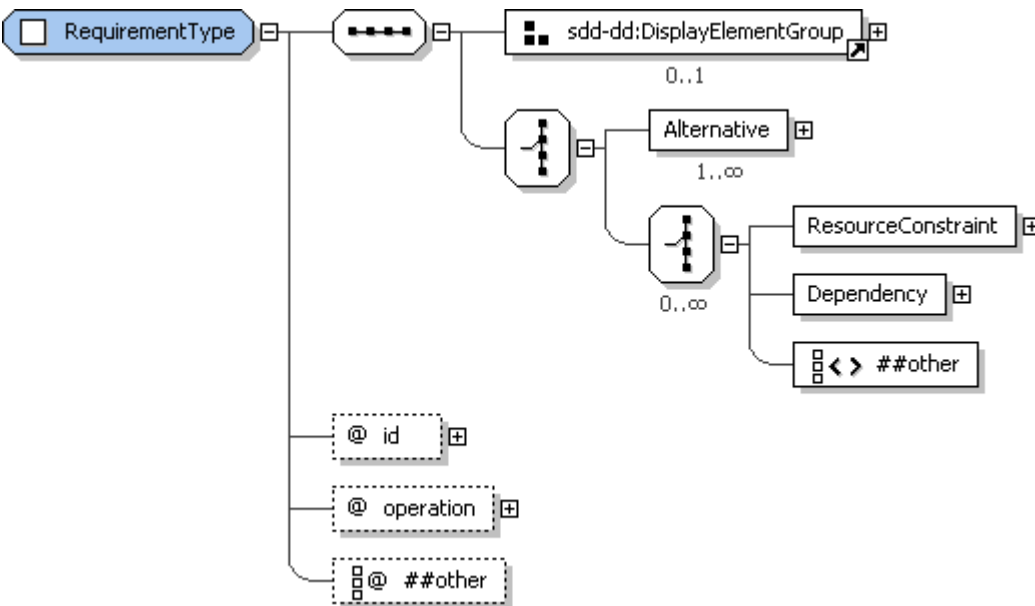 RequirementType
sdd-dd:DisplayElementGroup
0..1
Alternative
1..∞
ResourceConstraint
0..∞
Dependency
##other
@ id
@ operation
@ ##other